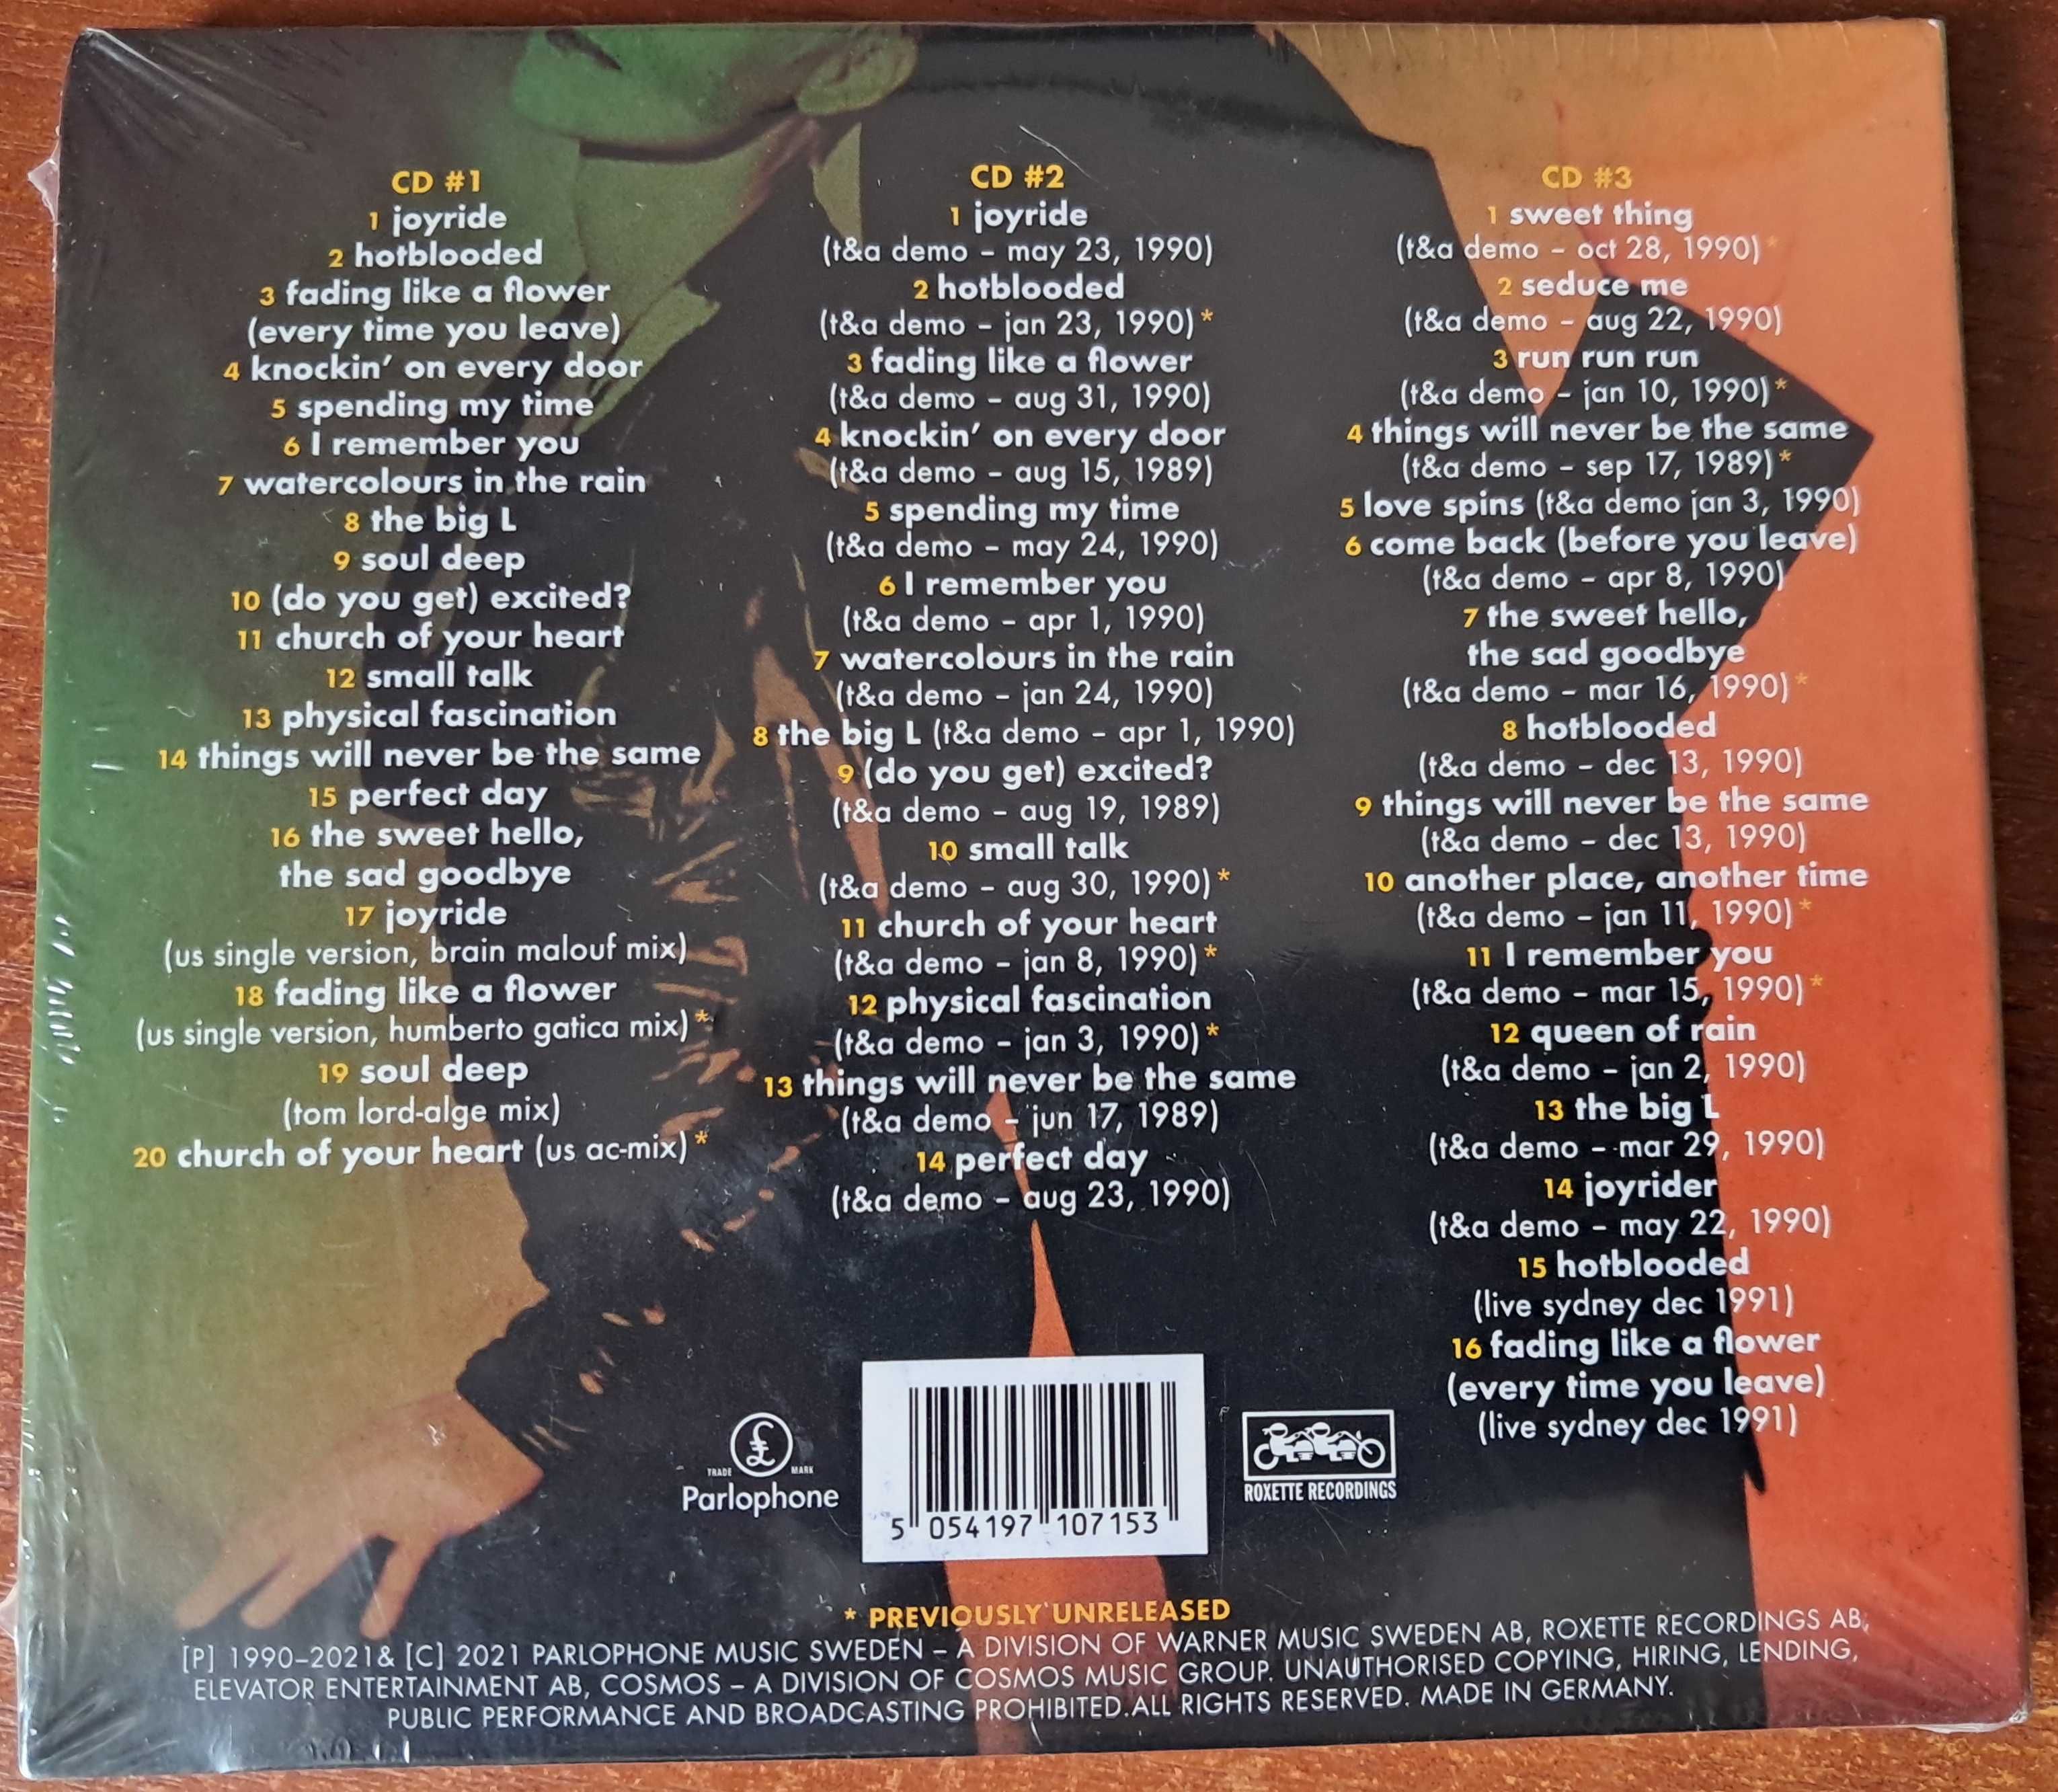 CD #1
1 joyride
2 hotblooded
3 fading like a flower
(every time you leave)
4 knockin' on every door
5 spending my time
6 I remember you
7 watercolours in the rain
8 the big L
9 soul deep
10 (do you get) excited?
11 church of your heart
12 small talk
13 physical fascination
14 things will never be the same
15 perfect day
16 the sweet hello,
the sad goodbye
17 joyride
(us single version, brain malouf mix)
18 fading like a flower
(us single version, humberto gatica mix)*
19 soul deep
(tom lord-alge mix)
20 church of your heart (us ac-mix)*
CD #2
1 joyride
(t&a demo – may 23, 1990)
2 hotblooded
(t&a demo – jan 23, 1990)*
3 fading like a flower
(t&a demo – aug 31, 1990)
4 knockin' on every door
(t&a demo – aug 15, 1989)
5 spending my time
(t&a demo – may 24, 1990)
6 I remember you
(t&a demo – apr 1, 1990)
7 watercolours in the rain
(t&a demo – jan 24, 1990)
8 the big L (t&a demo – apr 1, 1990)
9 (do you get) excited?
(t&a demo – aug 19, 1989)
10 small talk
(t&a demo – aug 30, 1990)*
11 church of your heart
(t&a demo – jan 8, 1990)*
12 physical fascination
(t&a demo – jan 3, 1990)*
13 things will never be the same
(t&a demo – jun 17, 1989)
14 perfect day
(t&a demo – aug 23, 1990)
CD #3
1 sweet thing
(t&a demo – oct 28, 1990)*
2 seduce me
(t&a demo – aug 22, 1990)
3 run run run
(t&a demo – jan 10, 1990)*
4 things will never be the same
(t&a demo – sep 17, 1989)*
5 love spins (t&a demo jan 3, 1990)
6 come back (before you leave)
(t&a demo – apr 8, 1990)
7 the sweet hello,
the sad goodbye
(t&a demo – mar 16, 1990)*
8 hotblooded
(t&a demo – dec 13, 1990)
9 things will never be the same
(t&a demo – dec 13, 1990)
10 another place, another time
(t&a demo – jan 11, 1990)*
11 I remember you
(t&a demo – mar 15, 1990)*
12 queen of rain
(t&a demo – jan 2, 1990)
13 the big L
(t&a demo – mar 29, 1990)
14 joyrider
(t&a demo – may 22, 1990)
15 hotblooded
(live sydney dec 1991)
16 fading like a flower
(every time you leave)
(live sydney dec 1991)
£
TRADE MARK
Parlophone
5 054197 107153
ROXETTE RECORDINGS
* PREVIOUSLY UNRELEASED
[P] 1990–2021& [C] 2021 PARLOPHONE MUSIC SWEDEN – A DIVISION OF WARNER MUSIC SWEDEN AB, ROXETTE RECORDINGS AB,
ELEVATOR ENTERTAINMENT AB, COSMOS – A DIVISION OF COSMOS MUSIC GROUP. UNAUTHORISED COPYING, HIRING, LENDING,
PUBLIC PERFORMANCE AND BROADCASTING PROHIBITED.ALL RIGHTS RESERVED. MADE IN GERMANY.